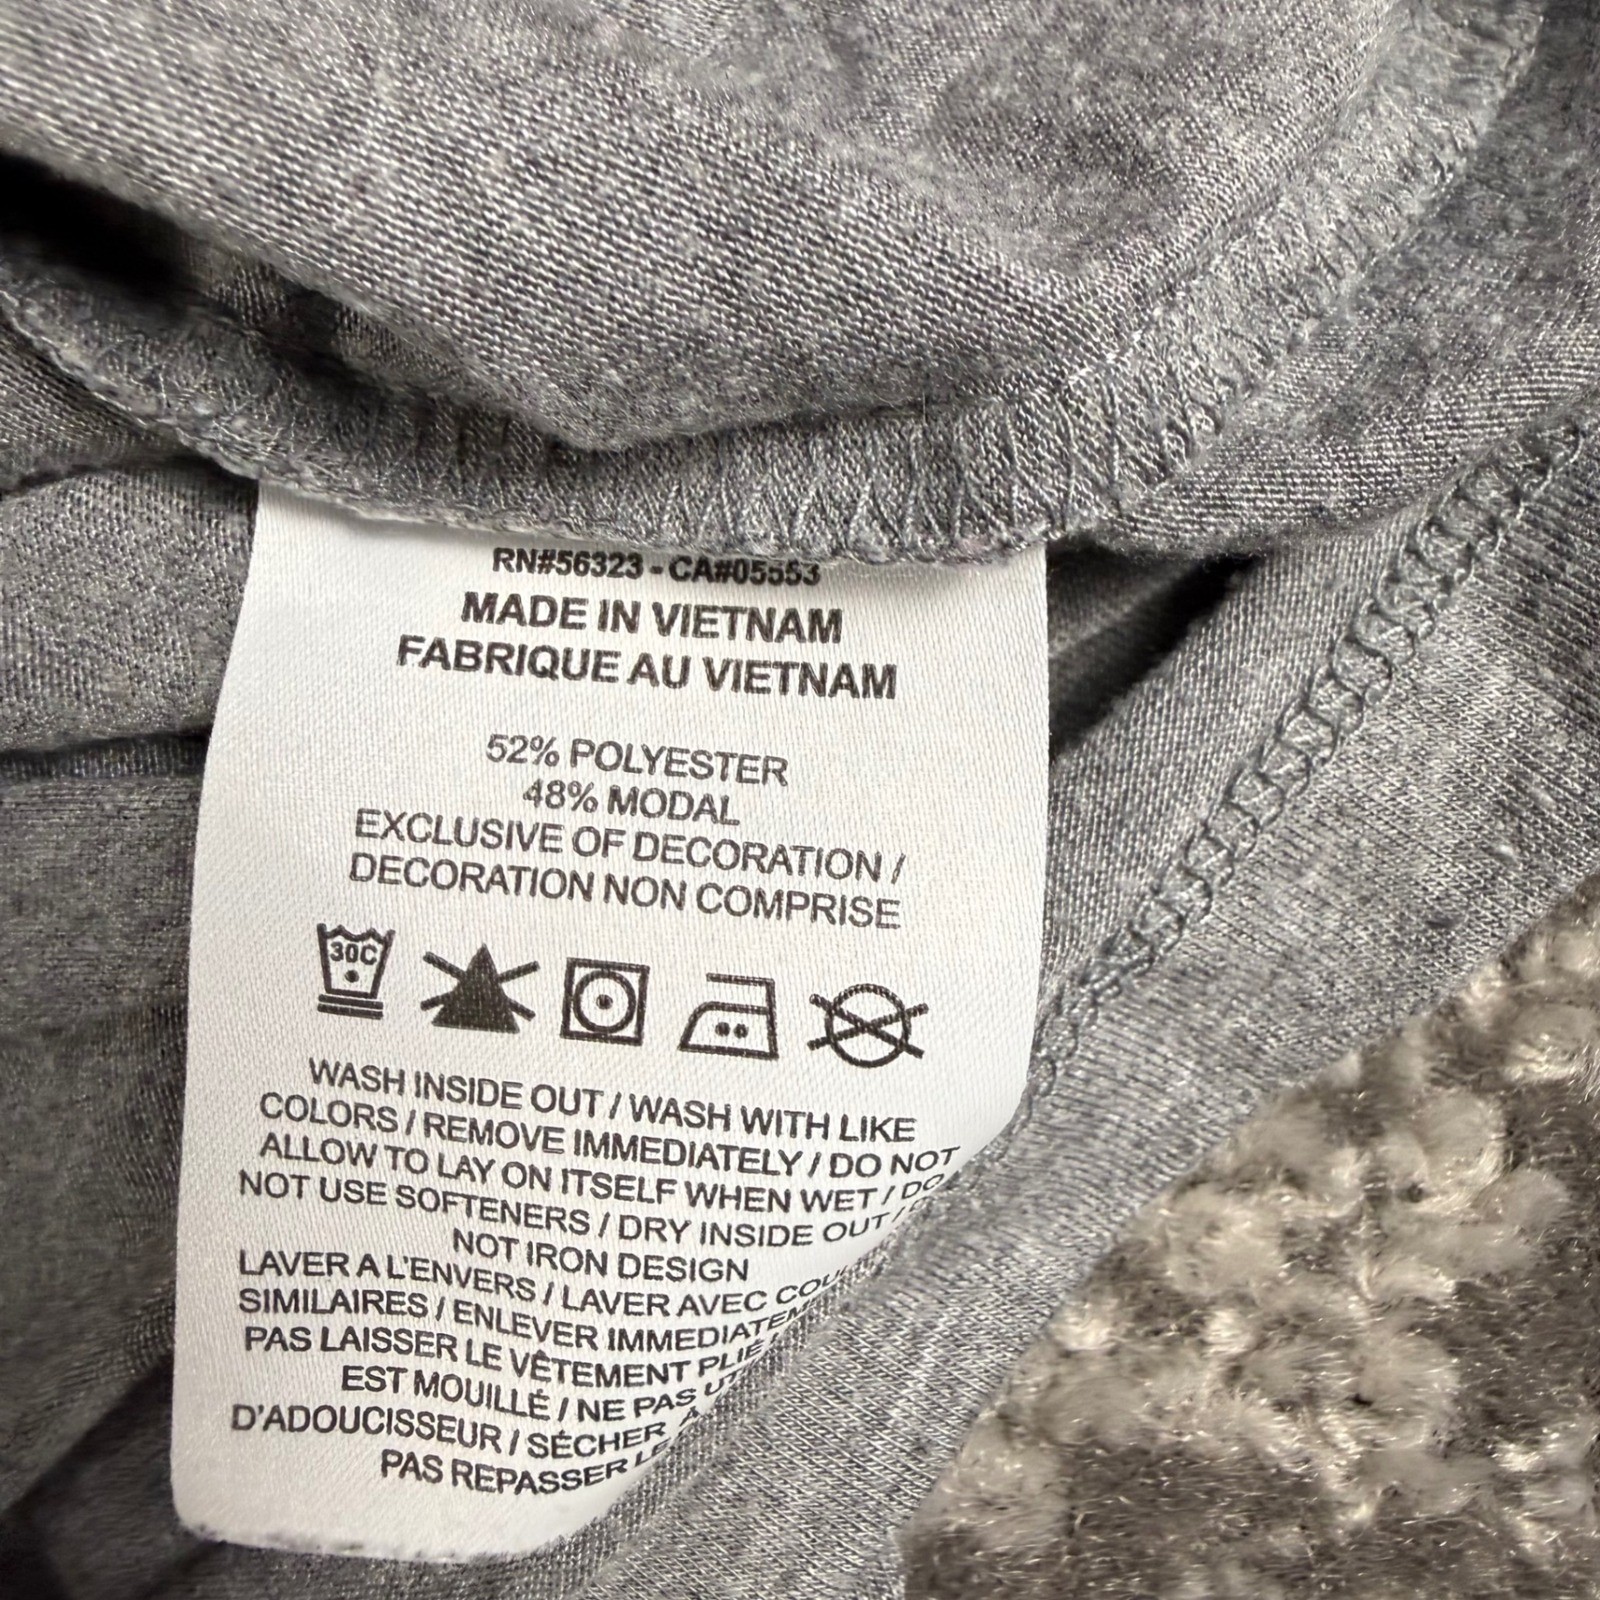 RN#56323 - CA#05553
MADE IN VIETNAM
FABRIQUE AU VIETNAM
52% POLYESTER
48% MODAL
EXCLUSIVE OF DECORATION /
DECORATION NON COMPRISE
30C
WASH INSIDE OUT / WASH WITH LIKE
COLORS / REMOVE IMMEDIATELY / DO NOT
ALLOW TO LAY ON ITSELF WHEN WET / DO
NOT USE SOFTENERS / DRY INSIDE OUT /
NOT IRON DESIGN
LAVER A L'ENVERS / LAVER AVEC
SIMILAIRES / ENLEVER
PAS LAISSER LE VÊTEMENT PLIÉ
EST MOUILLÉ / NE PAS
D'ADOUCISSEUR / SÉCHER
PAS REPASSER